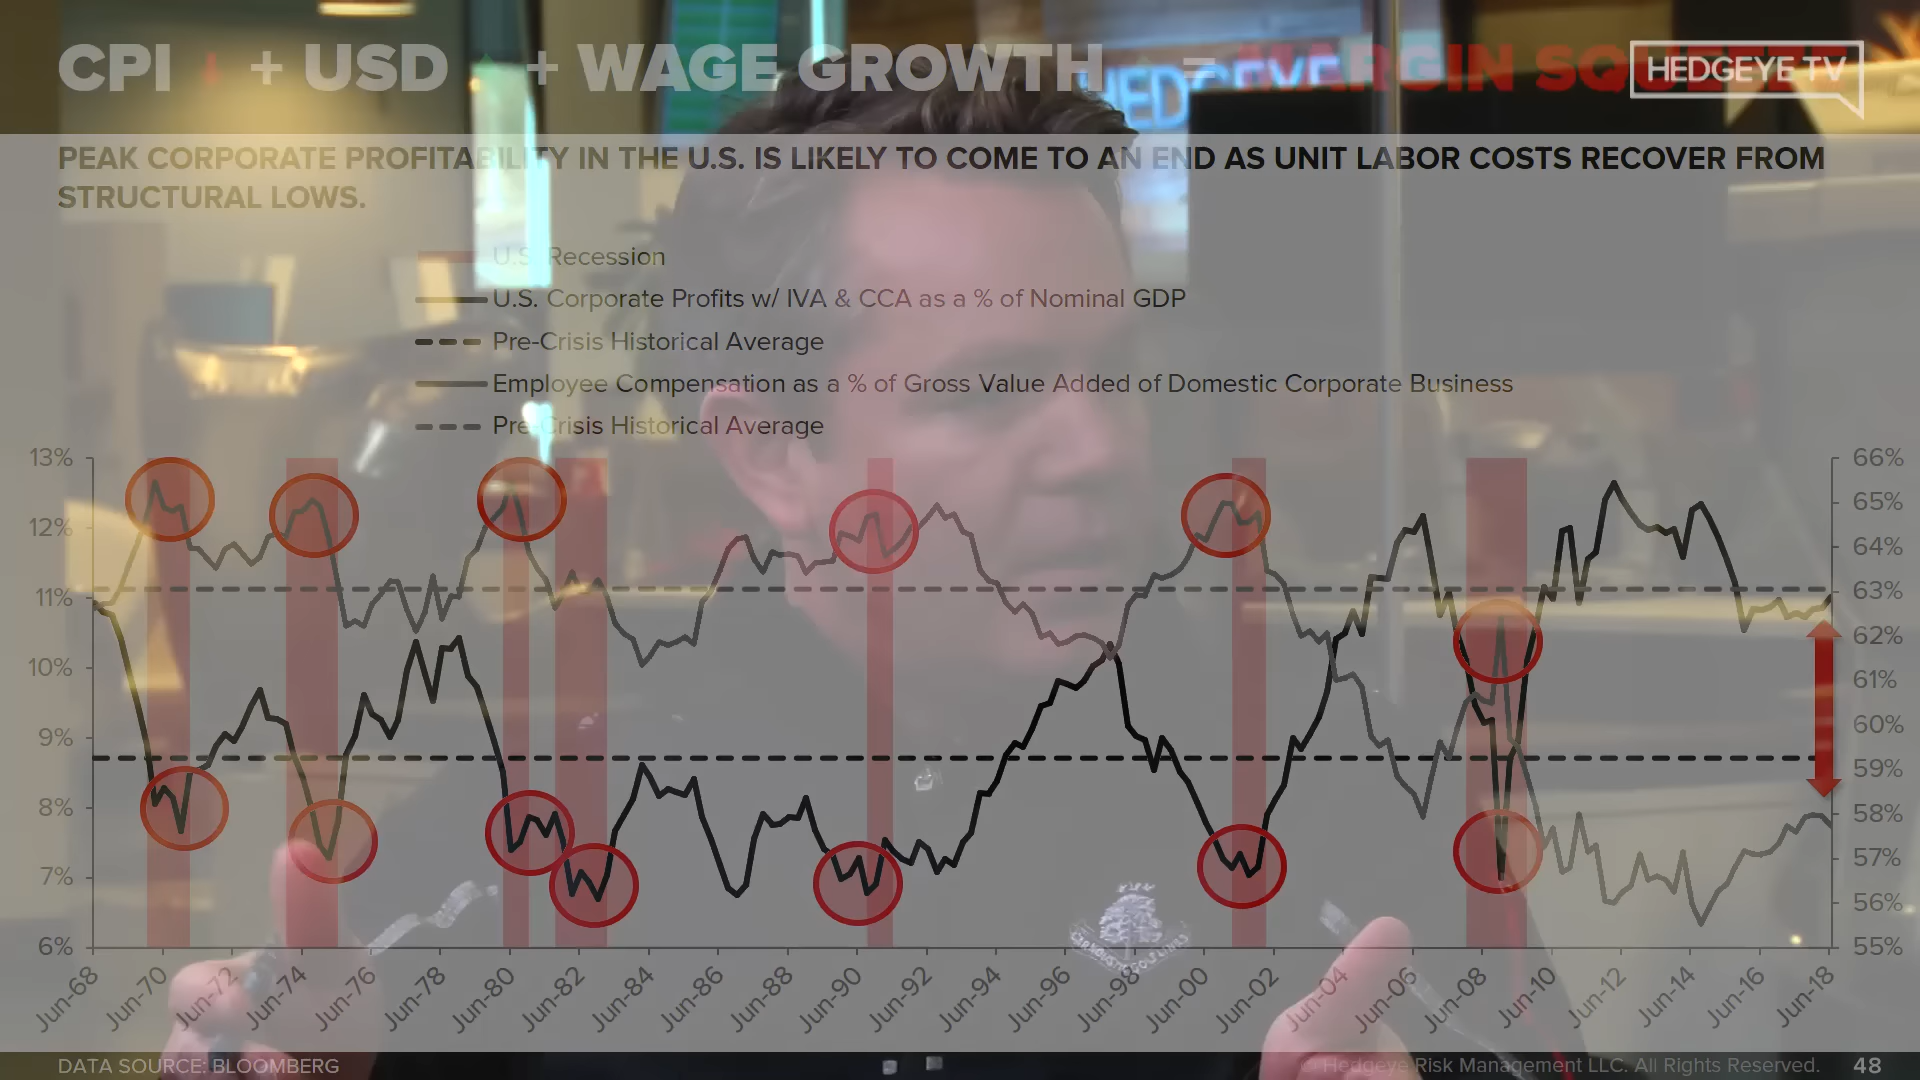 CPI + USD + WAGE GROWTH = MARGIN SQUEEZE
HEDGEYE TV
HEDGEYE
PEAK CORPORATE PROFITABILITY IN THE U.S. IS LIKELY TO COME TO AN END AS UNIT LABOR COSTS RECOVER FROM
STRUCTURAL LOWS.
U.S. Recession
U.S. Corporate Profits w/ IVA & CCA as a % of Nominal GDP
Pre-Crisis Historical Average
Employee Compensation as a % of Gross Value Added of Domestic Corporate Business
Pre-Crisis Historical Average
13% 66%
65%
12%
64%
11% 63%
62%
10% 61%
60%
9%
59%
8% 58%
57%
7%
56%
6% 55%
Jun-68 Jun-70 Jun-72 Jun-74 Jun-76 Jun-78 Jun-80 Jun-82 Jun-84 Jun-86 Jun-88 Jun-90 Jun-92 Jun-94 Jun-96 Jun-98 Jun-00 Jun-02 Jun-04 Jun-06 Jun-08 Jun-10 Jun-12 Jun-14 Jun-16 Jun-18
DATA SOURCE: BLOOMBERG
© Hedgeye Risk Management LLC. All Rights Reserved. 48